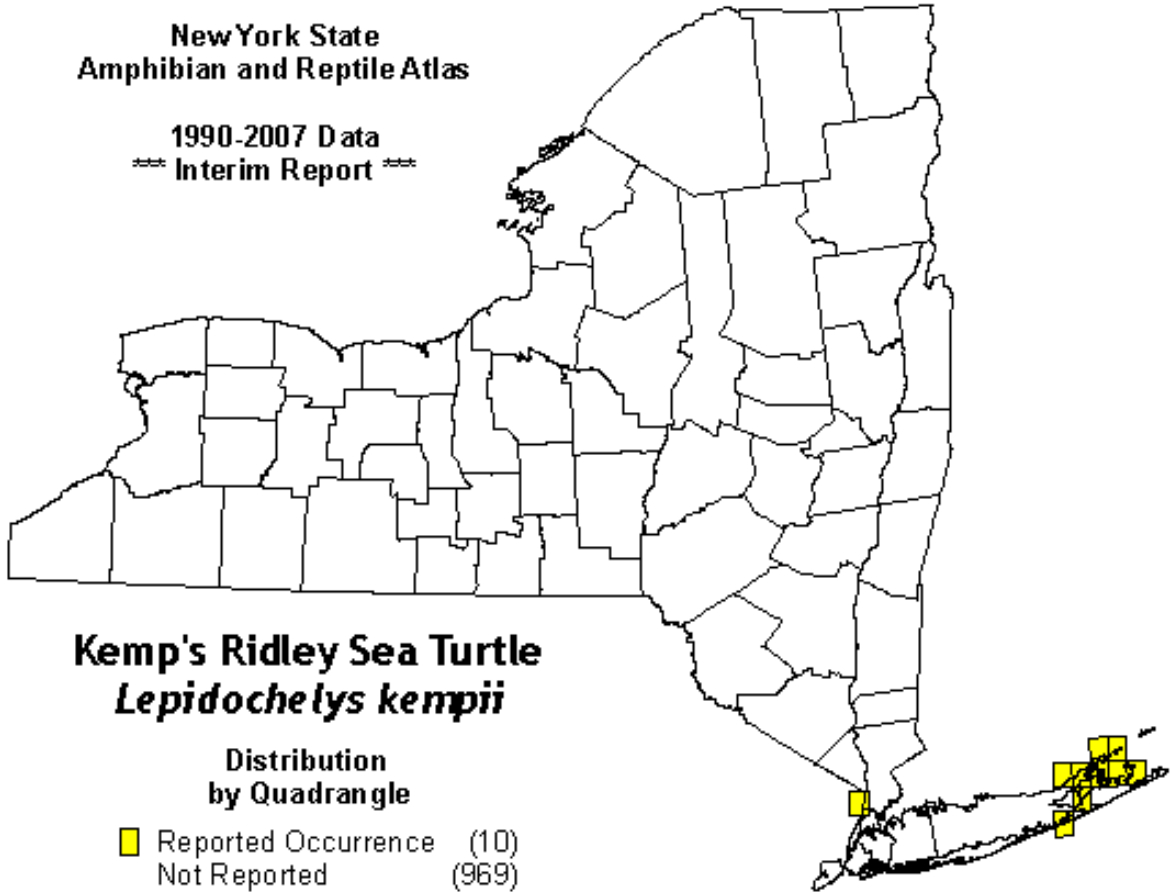 New York State
Amphibian and Reptile Atlas
1990-2007 Data
*** Interim Report ***
Kemp's Ridley Sea Turtle
Lepidochelys kempii
Distribution
by Quadrangle
Reported Occurrence (10)
Not Reported (969)